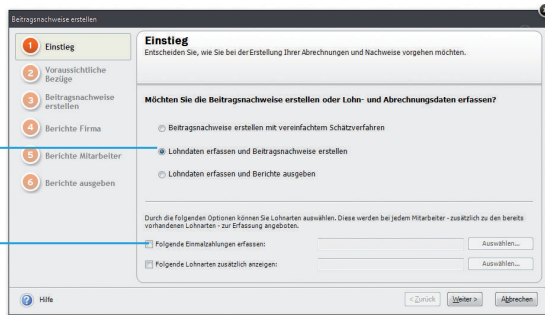 Beitragsnachweise erstellen
1 Einstieg
2 Voraussichtliche
Bezüge
3 Beitragsnachweise
erstellen
4 Berichte Firma
5 Berichte Mitarbeiter
6 Berichte ausgeben
Einstieg
Entscheiden Sie, wie Sie bei der Erstellung Ihrer Abrechnungen und Nachweise vorgehen möchten.
Möchten Sie die Beitragsnachweise erstellen oder Lohn- und Abrechnungsdaten erfassen?
Beitragsnachweise erstellen mit vereinfachtem Schätzverfahren
Lohndaten erfassen und Beitragsnachweise erstellen
Lohndaten erfassen und Berichte ausgeben
Durch die folgenden Optionen können Sie Lohnarten auswählen. Diese werden bei jedem Mitarbeiter - zusätzlich zu den bereits
vorhandenen Lohnarten - zur Erfassung angeboten.
Folgende Einmalzahlungen erfassen: Auswählen...
Folgende Lohnarten zusätzlich anzeigen: Auswählen...
? Hilfe < Zurück Weiter > Abbrechen